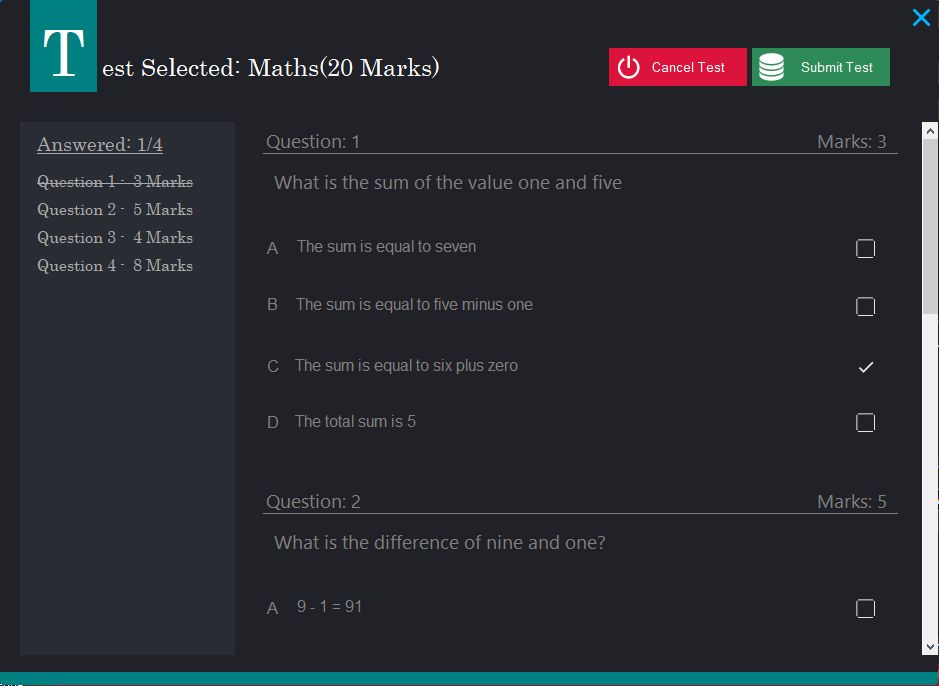 Test Selected: Maths(20 Marks)
Cancel Test
Submit Test
Answered: 1/4
Question 1 - 3 Marks
Question 2 - 5 Marks
Question 3 - 4 Marks
Question 4 - 8 Marks
Question: 1 Marks: 3
What is the sum of the value one and five
A The sum is equal to seven
B The sum is equal to five minus one
C The sum is equal to six plus zero
D The total sum is 5
Question: 2 Marks: 5
What is the difference of nine and one?
A 9 - 1 = 91